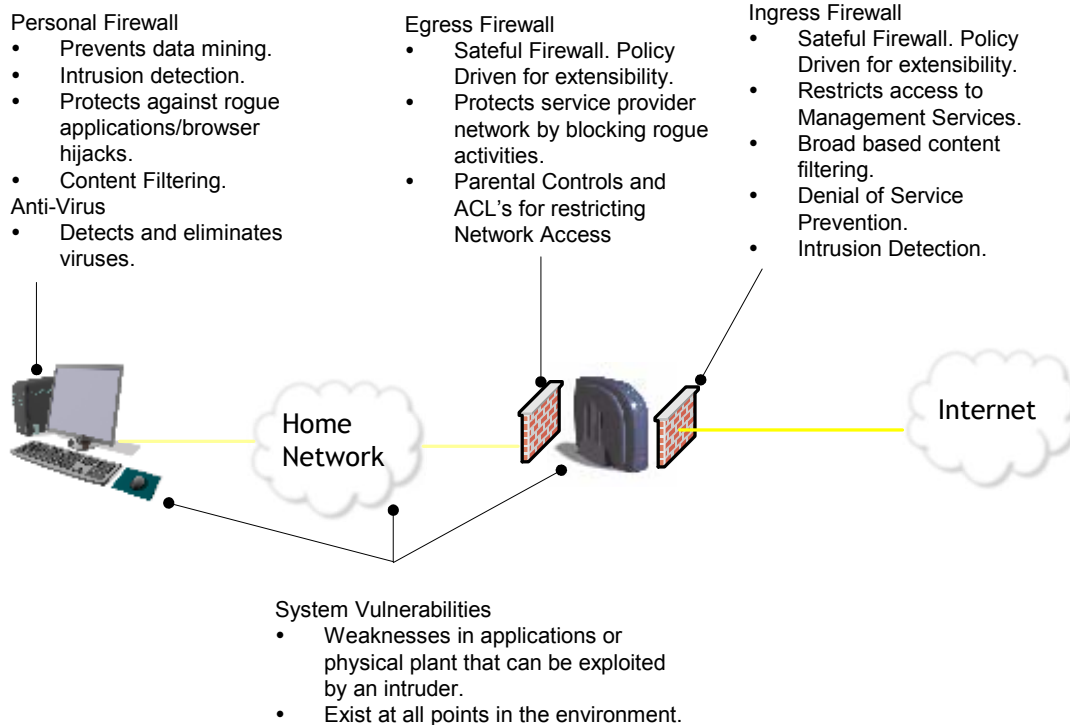 Personal Firewall
• Prevents data mining.
• Intrusion detection.
• Protects against rogue
applications/browser
hijacks.
• Content Filtering.
Anti-Virus
• Detects and eliminates
viruses.
Egress Firewall
• Sateful Firewall. Policy
Driven for extensibility.
• Protects service provider
network by blocking rogue
activities.
• Parental Controls and
ACL's for restricting
Network Access
Ingress Firewall
• Sateful Firewall. Policy
Driven for extensibility.
• Restricts access to
Management Services.
• Broad based content
filtering.
• Denial of Service
Prevention.
• Intrusion Detection.
Home
Network
Internet
System Vulnerabilities
• Weaknesses in applications or
physical plant that can be exploited
by an intruder.
• Exist at all points in the environment.